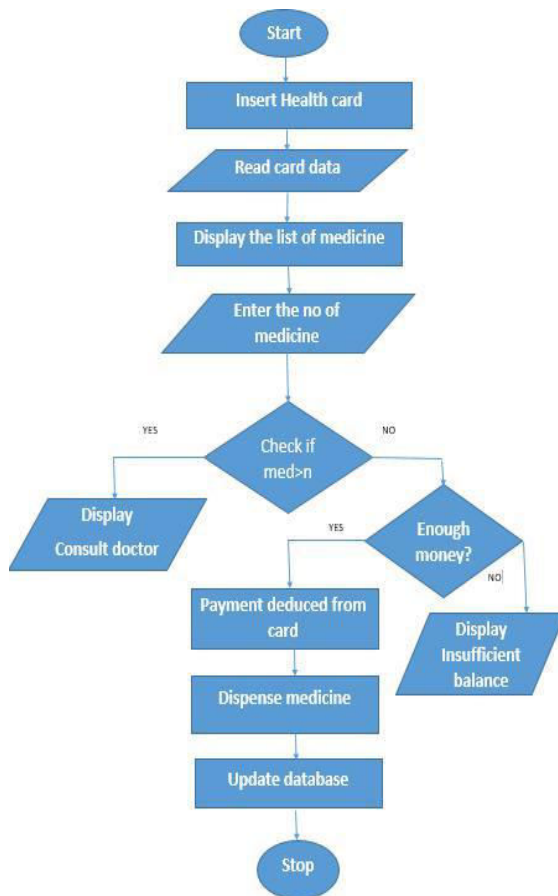 Start
Insert Health card
Read card data
Display the list of medicine
Enter the no of
medicine
YES
NO
Check if
med>n
Display
Consult doctor
YES
Enough
money?
NO
Payment deduced from
card
Display
Insufficient
balance
Dispense medicine
Update database
Stop